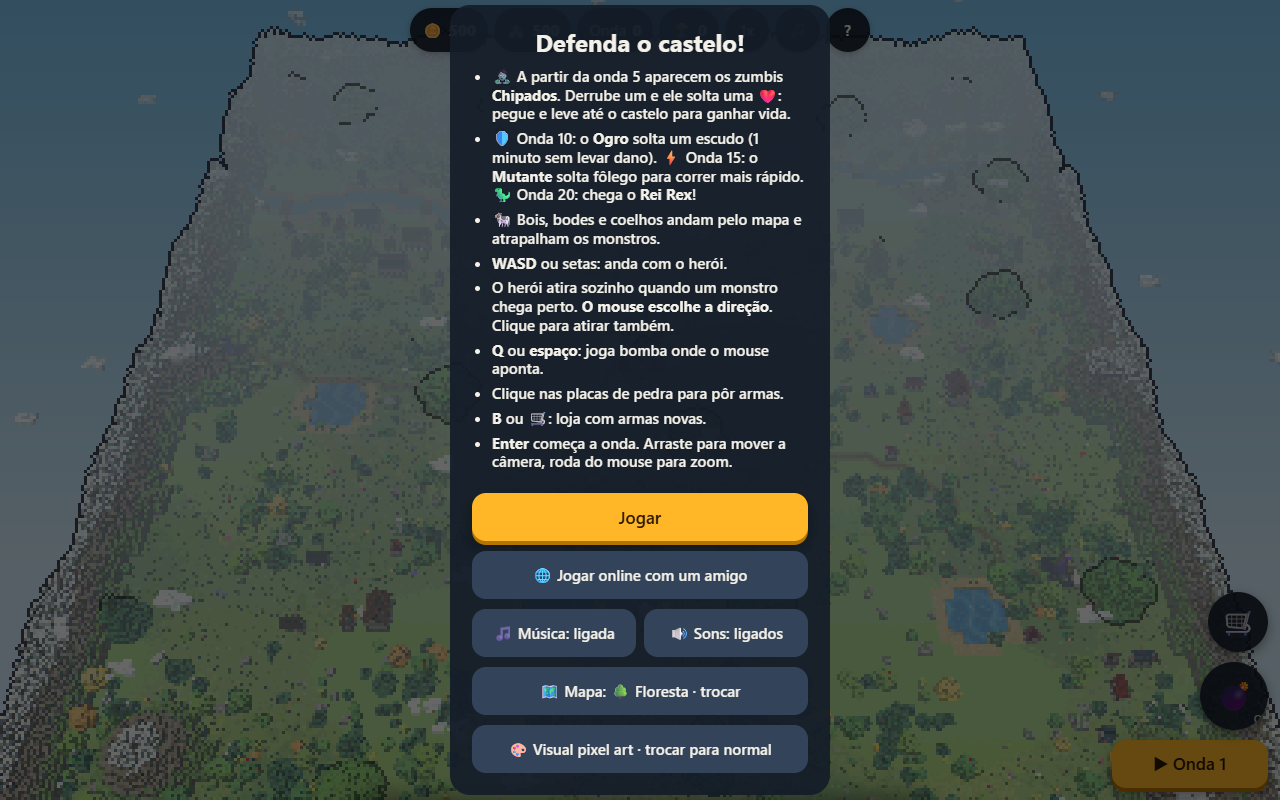 ?
Defenda o castelo!
A partir da onda 5 aparecem os zumbis
Chipados. Derrube um e ele solta uma ❤️:
pegue e leve até o castelo para ganhar vida.
Onda 10: o Ogro solta um escudo (1
minuto sem levar dano). ⚡ Onda 15: o
Mutante solta fôlego para correr mais rápido.
Onda 20: chega o Rei Rex!
Bois, bodes e coelhos andam pelo mapa e
atrapalham os monstros.
WASD ou setas: anda com o herói.
O herói atira sozinho quando um monstro
chega perto. O mouse escolhe a direção.
Clique para atirar também.
Q ou espaço: joga bomba onde o mouse
aponta.
Clique nas placas de pedra para pôr armas.
B ou 🛒: loja com armas novas.
Enter começa a onda. Arraste para mover a
câmera, roda do mouse para zoom.
Jogar
Jogar online com um amigo
Música: ligada
Sons: ligados
Mapa: Floresta · trocar
Visual pixel art · trocar para normal
▶ Onda 1